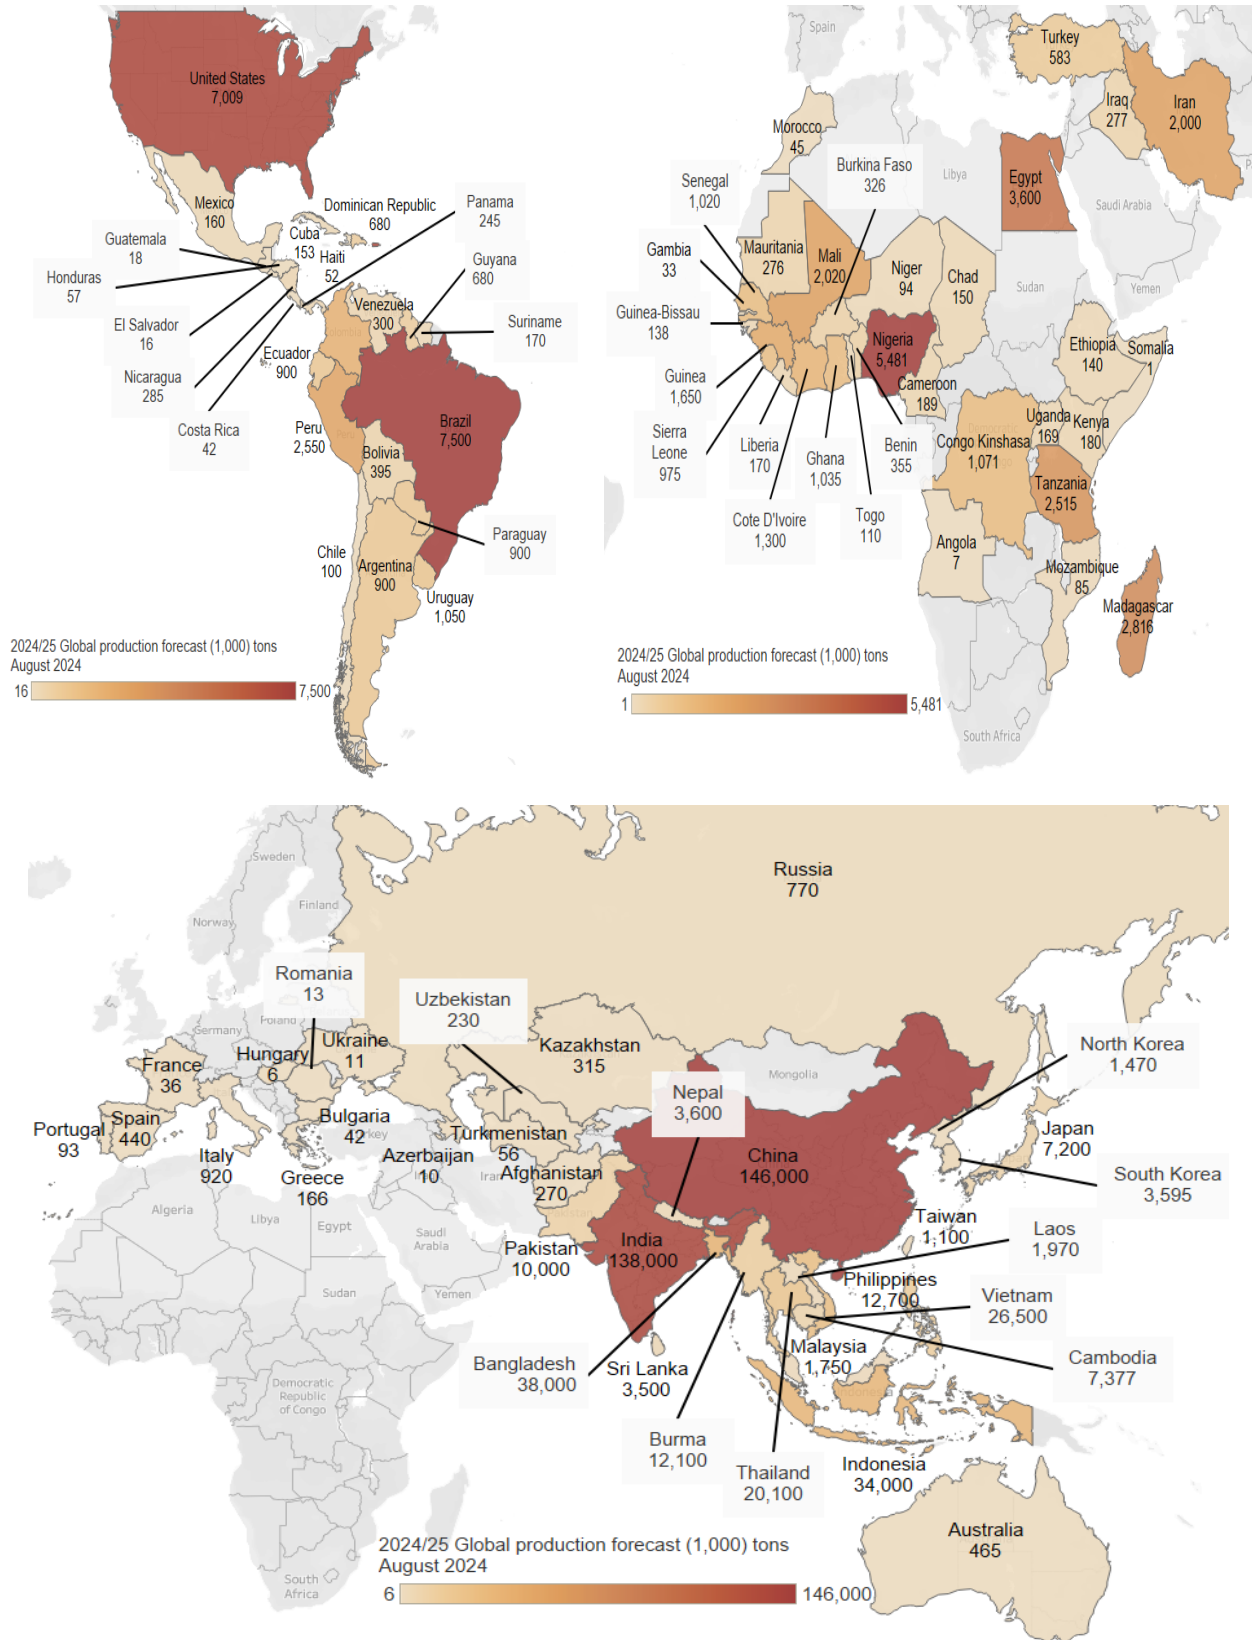 United States
7,009
Mexico
160
Dominican Republic
680
Panama
245
Cuba
153
Haiti
52
Guatemala
18
Guyana
680
Honduras
57
El Salvador
16
Venezuela
300
Suriname
170
Colombia
Nicaragua
285
Ecuador
900
Costa Rica
42
Peru
2,550
Peru
Brazil
7,500
Bolivia
395
Paraguay
900
Chile
100
Argentina
900
Uruguay
1,050
2024/25 Global production forecast (1,000) tons
August 2024
16
7,500
Spain
Turkey
583
Iraq
277
Iran
2,000
Morocco
45
Burkina Faso
326
Senegal
1,020
Libya
Egypt
3,600
Saudi Arabia
Gambia
33
Mauritania
276
Mali
2,020
Niger
94
Chad
150
Sudan
Yemen
Guinea-Bissau
138
Nigeria
5,481
Ethiopia
140
Somalia
1
Guinea
1,650
Cameroon
189
Sierra
Leone
975
Liberia
170
Ghana
1,035
Benin
355
Democratic
Congo Kinshasa
1,071
Uganda
169
Kenya
180
Tanzania
2,515
Cote D'Ivoire
1,300
Togo
110
Angola
7
Mozambique
85
Madagascar
2,816
2024/25 Global production forecast (1,000) tons
August 2024
1
5,481
South Africa
Russia
770
Sweden
Finland
Norway
Romania
13
Uzbekistan
230
Germany
Poland
Ukraine
11
Hungary
6
France
36
Kazakhstan
315
Mongolia
North Korea
1,470
Nepal
3,600
Portugal
93
Spain
440
Bulgaria
42
Italy
920
Greece
166
Azerbaijan
10
Turkmenistan
56
Afghanistan
270
China
146,000
Japan
7,200
South Korea
3,595
Iran
Algeria
Libya
Egypt
Saudi
Arabia
Pakistan
10,000
India
138,000
Taiwan
1,100
Laos
1,970
Sudan
Yemen
Philippines
12,700
Vietnam
26,500
Bangladesh
38,000
Sri Lanka
3,500
Malaysia
1,750
Cambodia
7,377
Democratic
Republic
of Congo
Indonesia
Burma
12,100
Thailand
20,100
Indonesia
34,000
Australia
465
2024/25 Global production forecast (1,000) tons
August 2024
6
146,000
South
Africa